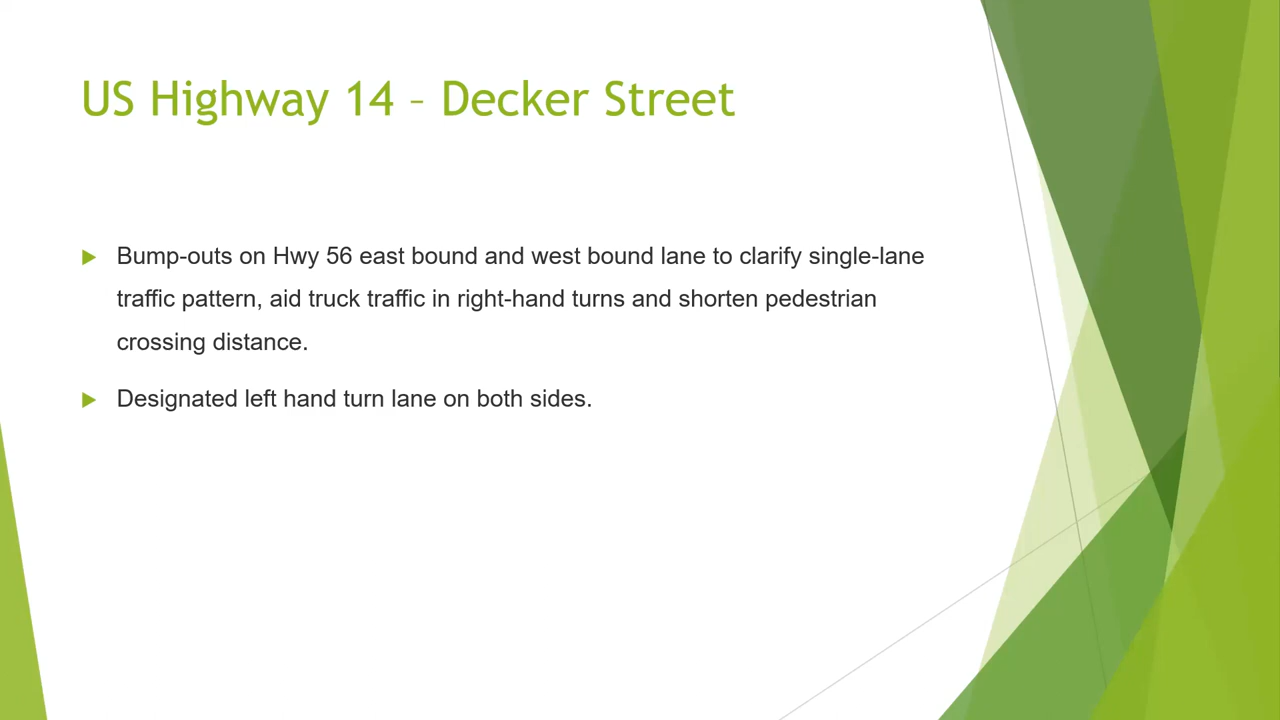 US Highway 14 – Decker Street
Bump-outs on Hwy 56 east bound and west bound lane to clarify single-lane
traffic pattern, aid truck traffic in right-hand turns and shorten pedestrian
crossing distance.
Designated left hand turn lane on both sides.